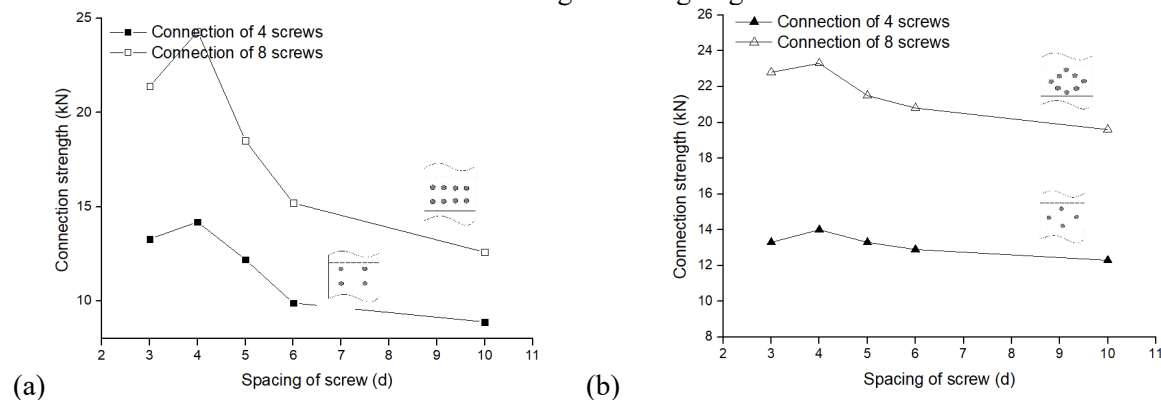 Connection of 4 screws
Connection of 8 screws
25
20
15
10
Connection strength (kN)
2 3 4 5 6 7 8 9 10 11
Spacing of screw (d)
(a)
Connection of 4 screws
Connection of 8 screws
26
24
22
20
18
16
14
12
10
8
Connection strength (kN)
2 3 4 5 6 7 8 9 10 11
Spacing of screw (d)
(b)